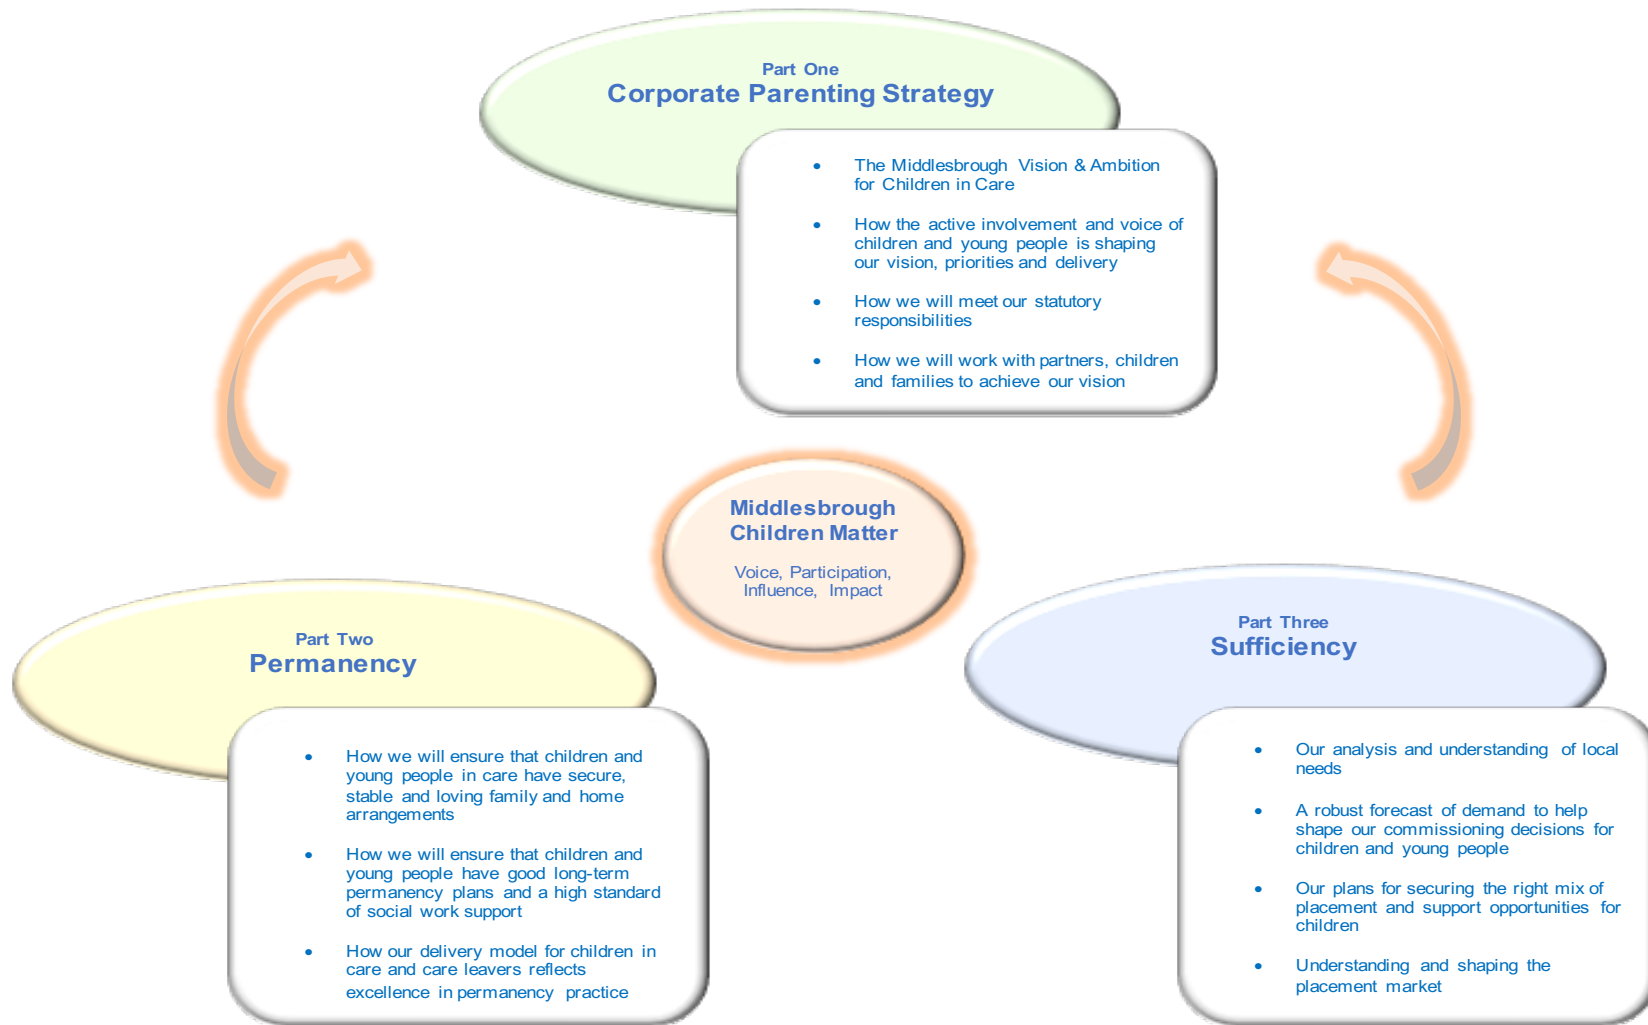 Part One
Corporate Parenting Strategy
• The Middlesbrough Vision & Ambition
for Children in Care
• How the active involvement and voice of
children and young people is shaping
our vision, priorities and delivery
• How we will meet our statutory
responsibilities
• How we will work with partners, children
and families to achieve our vision
Middlesbrough
Children Matter
Voice, Participation,
Influence, Impact
Part Two
Permanency
• How we will ensure that children and
young people in care have secure,
stable and loving family and home
arrangements
• How we will ensure that children and
young people have good long-term
permanency plans and a high standard
of social work support
• How our delivery model for children in
care and care leavers reflects
excellence in permanency practice
Part Three
Sufficiency
• Our analysis and understanding of local
needs
• A robust forecast of demand to help
shape our commissioning decisions for
children and young people
• Our plans for securing the right mix of
placement and support opportunities for
children
• Understanding and shaping the
placement market